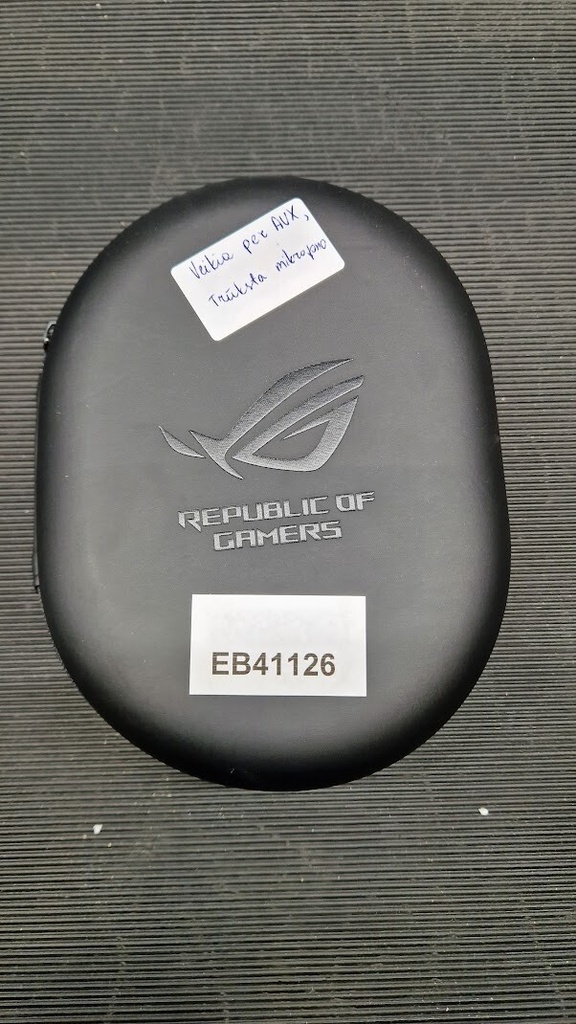 Veikia per AUX,
Trūksta mikrofono
REPUBLIC OF
GAMERS
EB41126